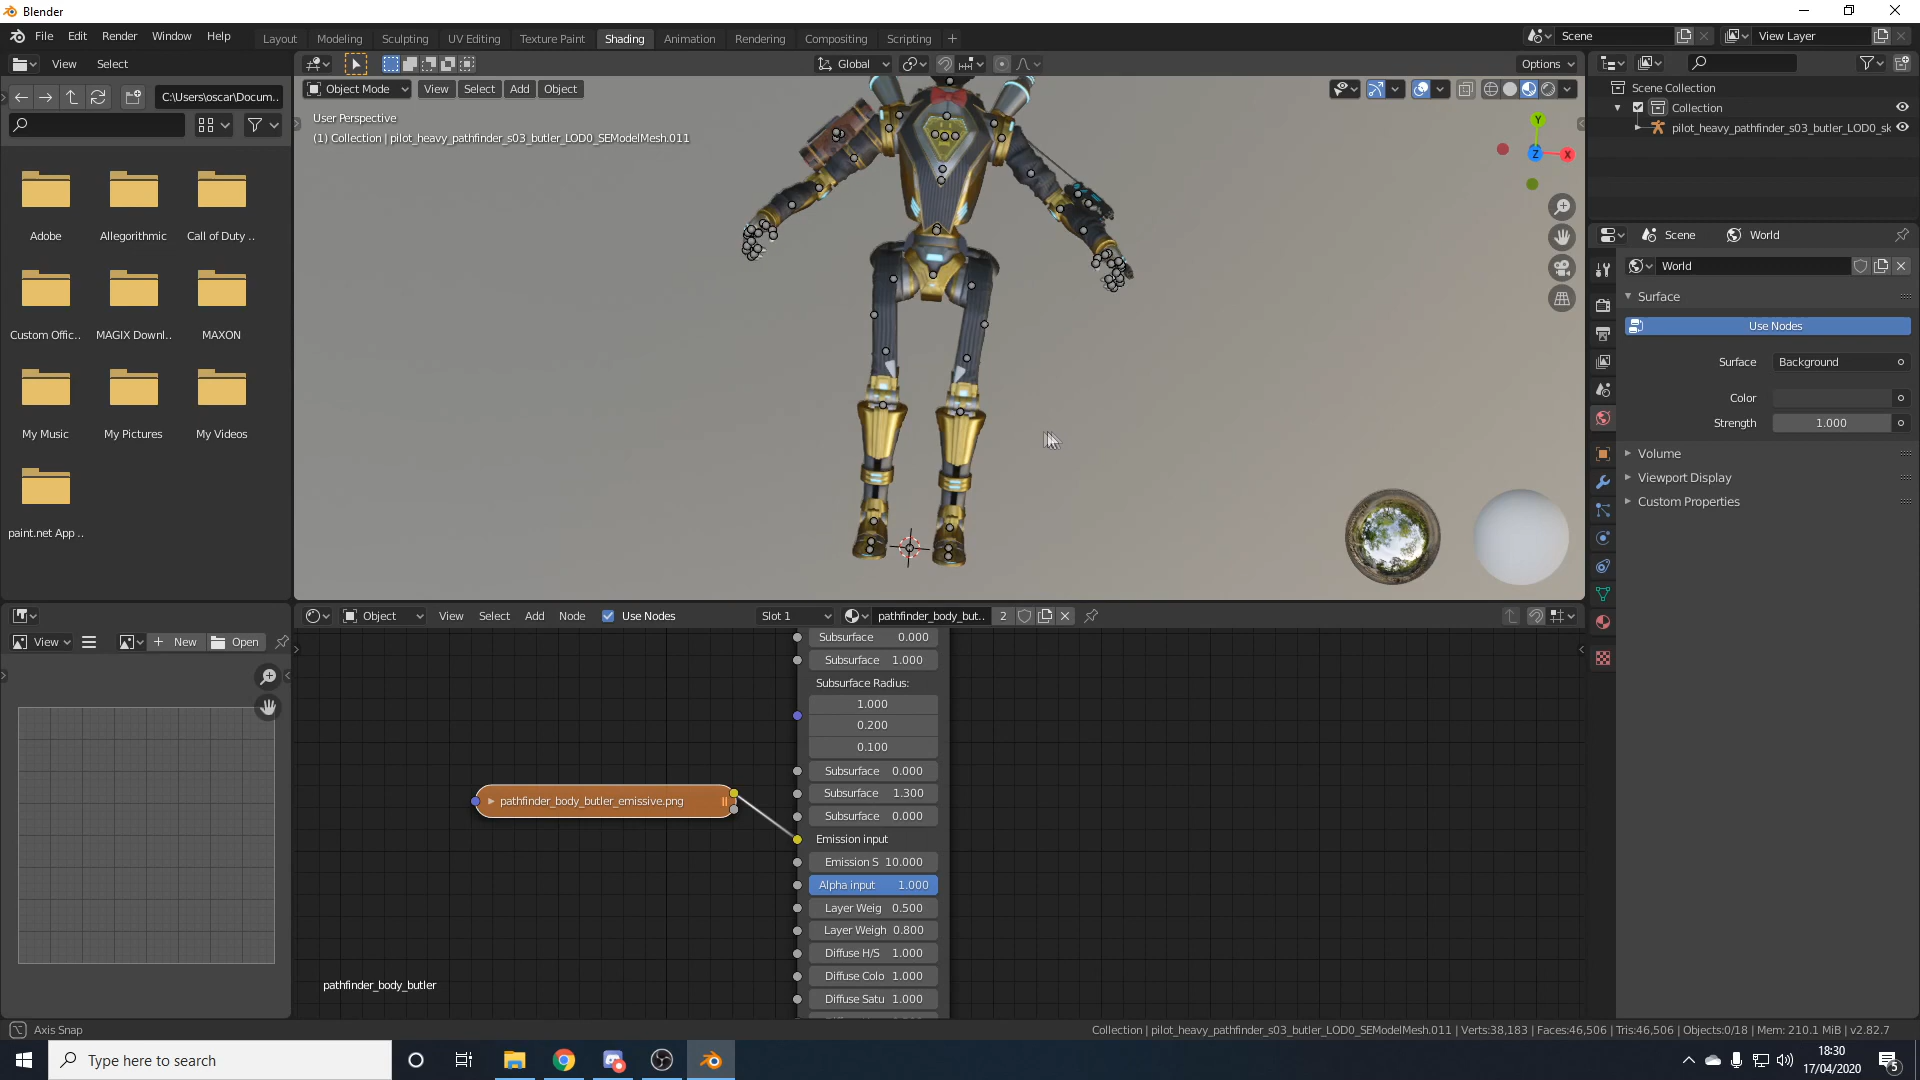 Blender
File Edit Render Window Help Layout Modeling Sculpting UV Editing Texture Paint Shading Animation Rendering Compositing Scripting Scene View Layer
View Select Global Options
C:\Users\oscar\Docum..
Object Mode View Select Add Object
Adobe
Allegorithmic
Call of Duty ..
Custom Offic..
MAGIX Downl..
MAXON
My Music
My Pictures
My Videos
paint.net App ..
User Perspective
(1) Collection | pilot_heavy_pathfinder_s03_butler_LOD0_SEModelMesh.011
Y
Z
X
Scene Collection
Collection
pilot_heavy_pathfinder_s03_butler_LOD0_sk
Scene World
World
Surface
Use Nodes
Surface Background
Color
Strength 1.000
Volume
Viewport Display
Custom Properties
View New Open
Object View Select Add Node Use Nodes Slot 1 pathfinder_body_but.. 2
Subsurface 0.000
Subsurface 1.000
Subsurface Radius:
1.000
0.200
0.100
Subsurface 0.000
Subsurface 1.300
Subsurface 0.000
Emission input
Emission S 10.000
Alpha input 1.000
Layer Weig 0.500
Layer Weigh 0.800
Diffuse H/S 1.000
Diffuse Colo 1.000
Diffuse Satu 1.000
pathfinder_body_butler_emissive.png
pathfinder_body_butler
Axis Snap
Collection | pilot_heavy_pathfinder_s03_butler_LOD0_SEModelMesh.011 | Verts:38,183 | Faces:46,506 | Tris:46,506 | Objects:0/18 | Mem: 210.1 MiB | v2.82.7
Type here to search
18:30
17/04/2020
5